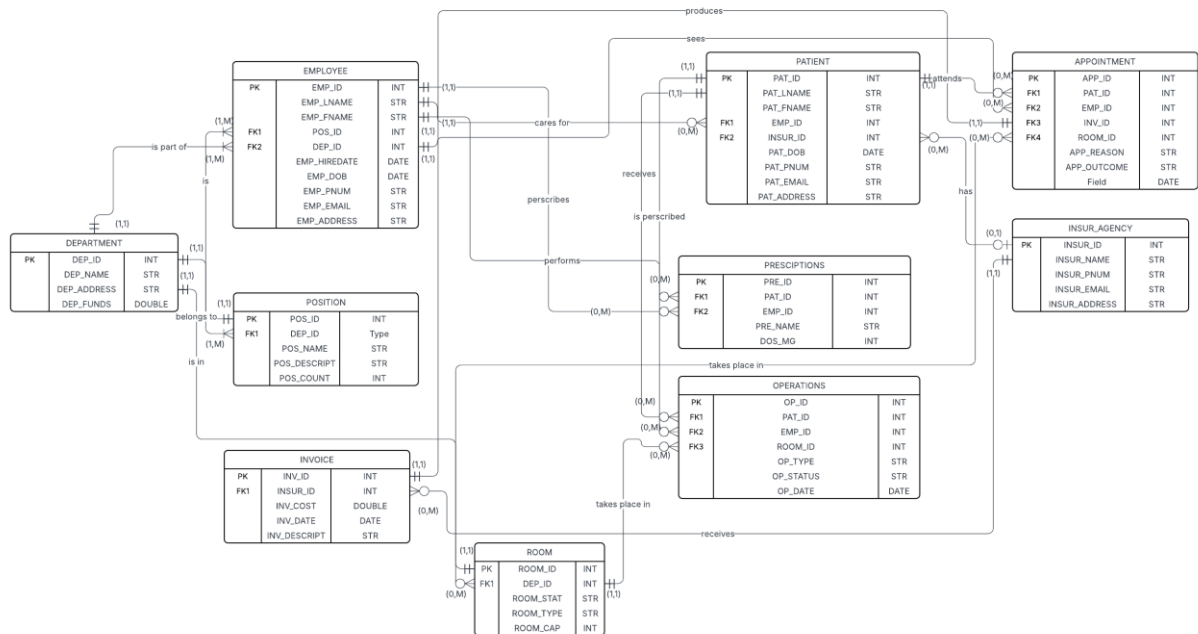 produces
sees
EMPLOYEE
PK EMP_ID INT
EMP_LNAME STR
EMP_FNAME STR
FK1 POS_ID INT
FK2 DEP_ID INT
EMP_HIREDATE DATE
EMP_DOB DATE
EMP_PNUM STR
EMP_EMAIL STR
EMP_ADDRESS STR
(1,1)
(1,1)
(1,1)
(1,1)
(1,M)
(1,M)
is part of
is
cares for
(0,M)
PATIENT
PK PAT_ID INT
PAT_LNAME STR
PAT_FNAME STR
FK1 EMP_ID INT
FK2 INSUR_ID INT
PAT_DOB DATE
PAT_PNUM STR
PAT_EMAIL STR
PAT_ADDRESS STR
(1,1)
(1,1)
(1,1)
attends
(0,M)
APPOINTMENT
PK APP_ID INT
FK1 PAT_ID INT
FK2 EMP_ID INT
FK3 INV_ID INT
FK4 ROOM_ID INT
APP_REASON STR
APP_OUTCOME STR
Field DATE
(0,M)
(0,M)
(1,1)
(0,M)
receives
is perscribed
perscribes
performs
has
(0,1)
(1,1)
INSUR_AGENCY
PK INSUR_ID INT
INSUR_NAME STR
INSUR_PNUM STR
INSUR_EMAIL STR
INSUR_ADDRESS STR
(1,1)
DEPARTMENT
PK DEP_ID INT
DEP_NAME STR
DEP_ADDRESS STR
DEP_FUNDS DOUBLE
(1,1)
(1,1)
belongs to
is in
(1,1)
(1,M)
POSITION
PK POS_ID INT
FK1 DEP_ID Type
POS_NAME STR
POS_DESCRIPT STR
POS_COUNT INT
(0,M)
(0,M)
PRESCIPTIONS
PK PRE_ID INT
FK1 PAT_ID INT
FK2 EMP_ID INT
PRE_NAME STR
DOS_MG INT
takes place in
OPERATIONS
PK OP_ID INT
FK1 PAT_ID INT
FK2 EMP_ID INT
FK3 ROOM_ID INT
OP_TYPE STR
OP_STATUS STR
OP_DATE DATE
(0,M)
(0,M)
(0,M)
INVOICE
PK INV_ID INT
FK1 INSUR_ID INT
INV_COST DOUBLE
INV_DATE DATE
INV_DESCRIPT STR
(1,1)
(0,M)
takes place in
receives
ROOM
PK ROOM_ID INT
FK1 DEP_ID INT
ROOM_STAT STR
ROOM_TYPE STR
ROOM_CAP INT
(1,1)
(0,M)
(1,1)